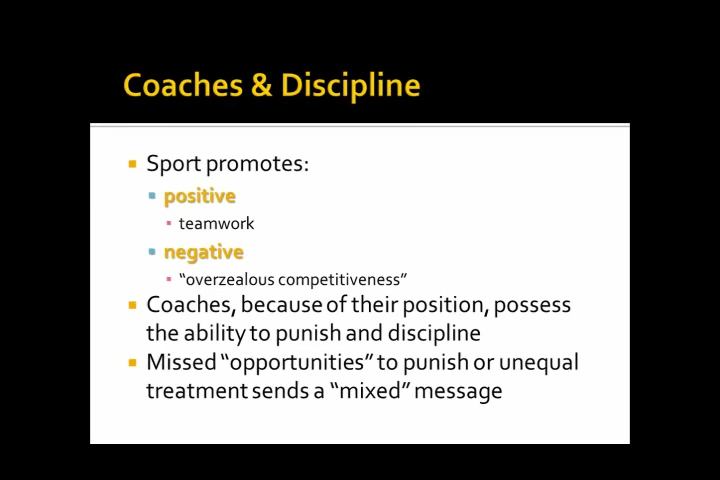 Coaches & Discipline
Sport promotes:
positive
teamwork
negative
“overzealous competitiveness”
Coaches, because of their position, possess
the ability to punish and discipline
Missed “opportunities” to punish or unequal
treatment sends a “mixed” message